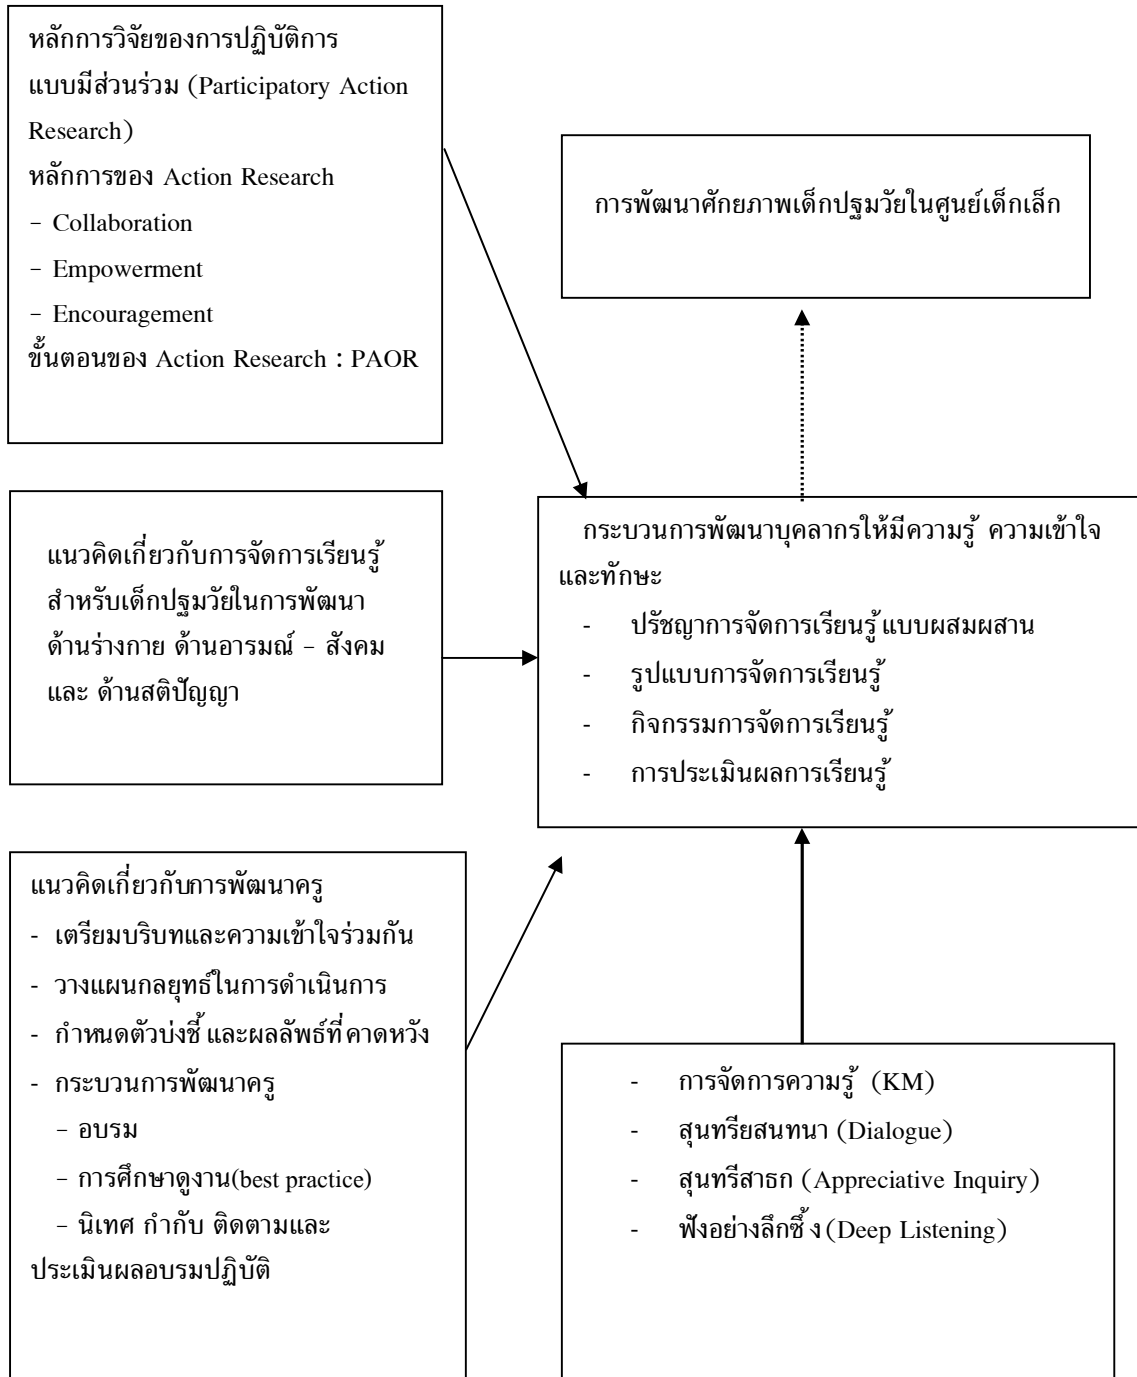 หลักการวิจัยของการปฏิบัติการ
แบบมีส่วนร่วม (Participatory Action
Research)
หลักการของ Action Research
- Collaboration
- Empowerment
- Encouragement
ขั้นตอนของ Action Research : PAOR
การพัฒนาศักยภาพเด็กปฐมวัยในศูนย์เด็กเล็ก
แนวคิดเกี่ยวกับการจัดการเรียนรู้
สำหรับเด็กปฐมวัยในการพัฒนา
ด้านร่างกาย ด้านอารมณ์ - สังคม
และ ด้านสติปัญญา
กระบวนการพัฒนาบุคลากรให้มีความรู้ ความเข้าใจ
และทักษะ
- ปรัชญาการจัดการเรียนรู้แบบผสมผสาน
- รูปแบบการจัดการเรียนรู้
- กิจกรรมการจัดการเรียนรู้
- การประเมินผลการเรียนรู้
แนวคิดเกี่ยวกับการพัฒนาครู
- เตรียมบริบทและความเข้าใจร่วมกัน
- วางแผนกลยุทธ์ในการดำเนินการ
- กำหนดตัวบ่งชี้ และผลลัพธ์ที่คาดหวัง
- กระบวนการพัฒนาครู
- อบรม
- การศึกษาดูงาน(best practice)
- นิเทศ กำกับ ติดตามและ
ประเมินผลอบรมปฏิบัติ
- การจัดการความรู้ (KM)
- สุนทรียสนทนา (Dialogue)
- สุนทรีสาธก (Appreciative Inquiry)
- ฟังอย่างลึกซึ้ง (Deep Listening)